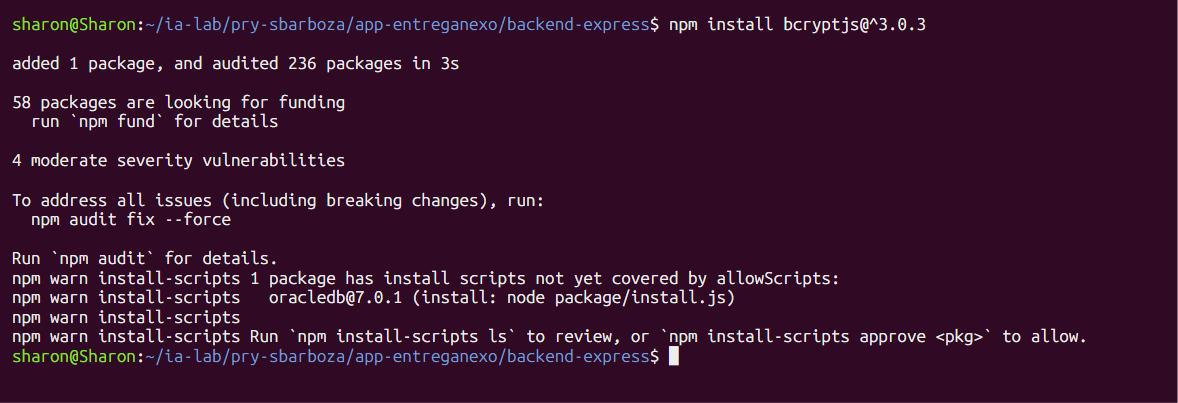 sharon@Sharon:~/ia-lab/pry-sbarboza/app-entreganexo/backend-express$ npm install bcryptjs@^3.0.3
added 1 package, and audited 236 packages in 3s
58 packages are looking for funding
  run `npm fund` for details
4 moderate severity vulnerabilities
To address all issues (including breaking changes), run:
  npm audit fix --force
Run `npm audit` for details.
npm warn install-scripts 1 package has install scripts not yet covered by allowScripts:
npm warn install-scripts   oracledb@7.0.1 (install: node package/install.js)
npm warn install-scripts
npm warn install-scripts Run `npm install-scripts ls` to review, or `npm install-scripts approve <pkg>` to allow.
sharon@Sharon:~/ia-lab/pry-sbarboza/app-entreganexo/backend-express$